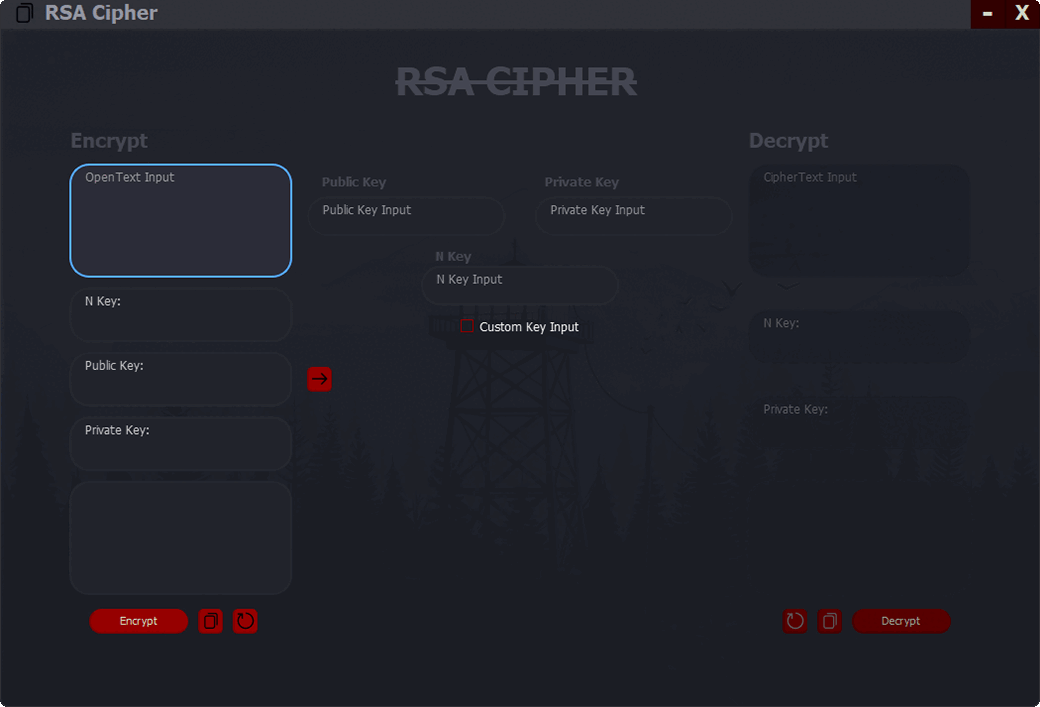 RSA Cipher
- X
RSA CIPHER
Encrypt
OpenText Input
N Key:
Public Key:
Private Key:
Encrypt
Public Key
Public Key Input
Private Key
Private Key Input
N Key
N Key Input
Custom Key Input
Decrypt
CipherText Input
N Key:
Private Key:
Decrypt